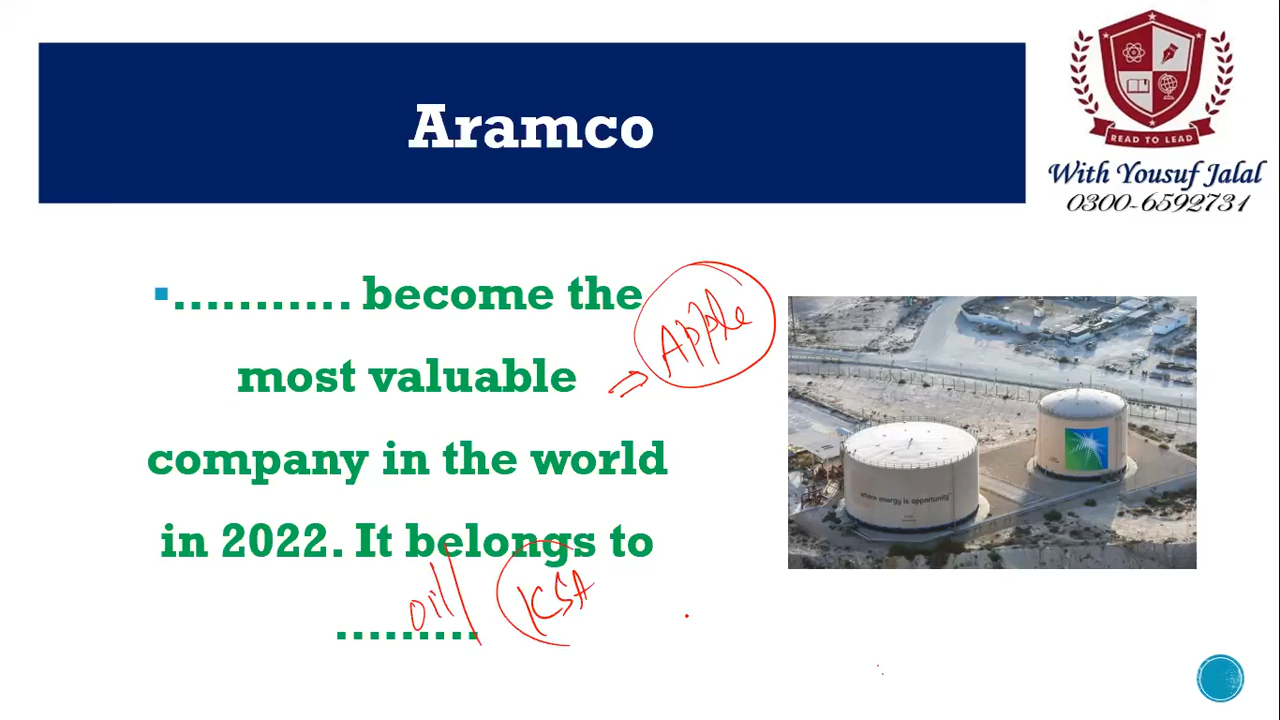 Aramco
READ TO LEAD
With Yousuf Jalal
0300-6592731
▪........... become the
most valuable
company in the world
in 2022. It belongs to
.........
Apple
oil/
KSA
where energy is opportunity